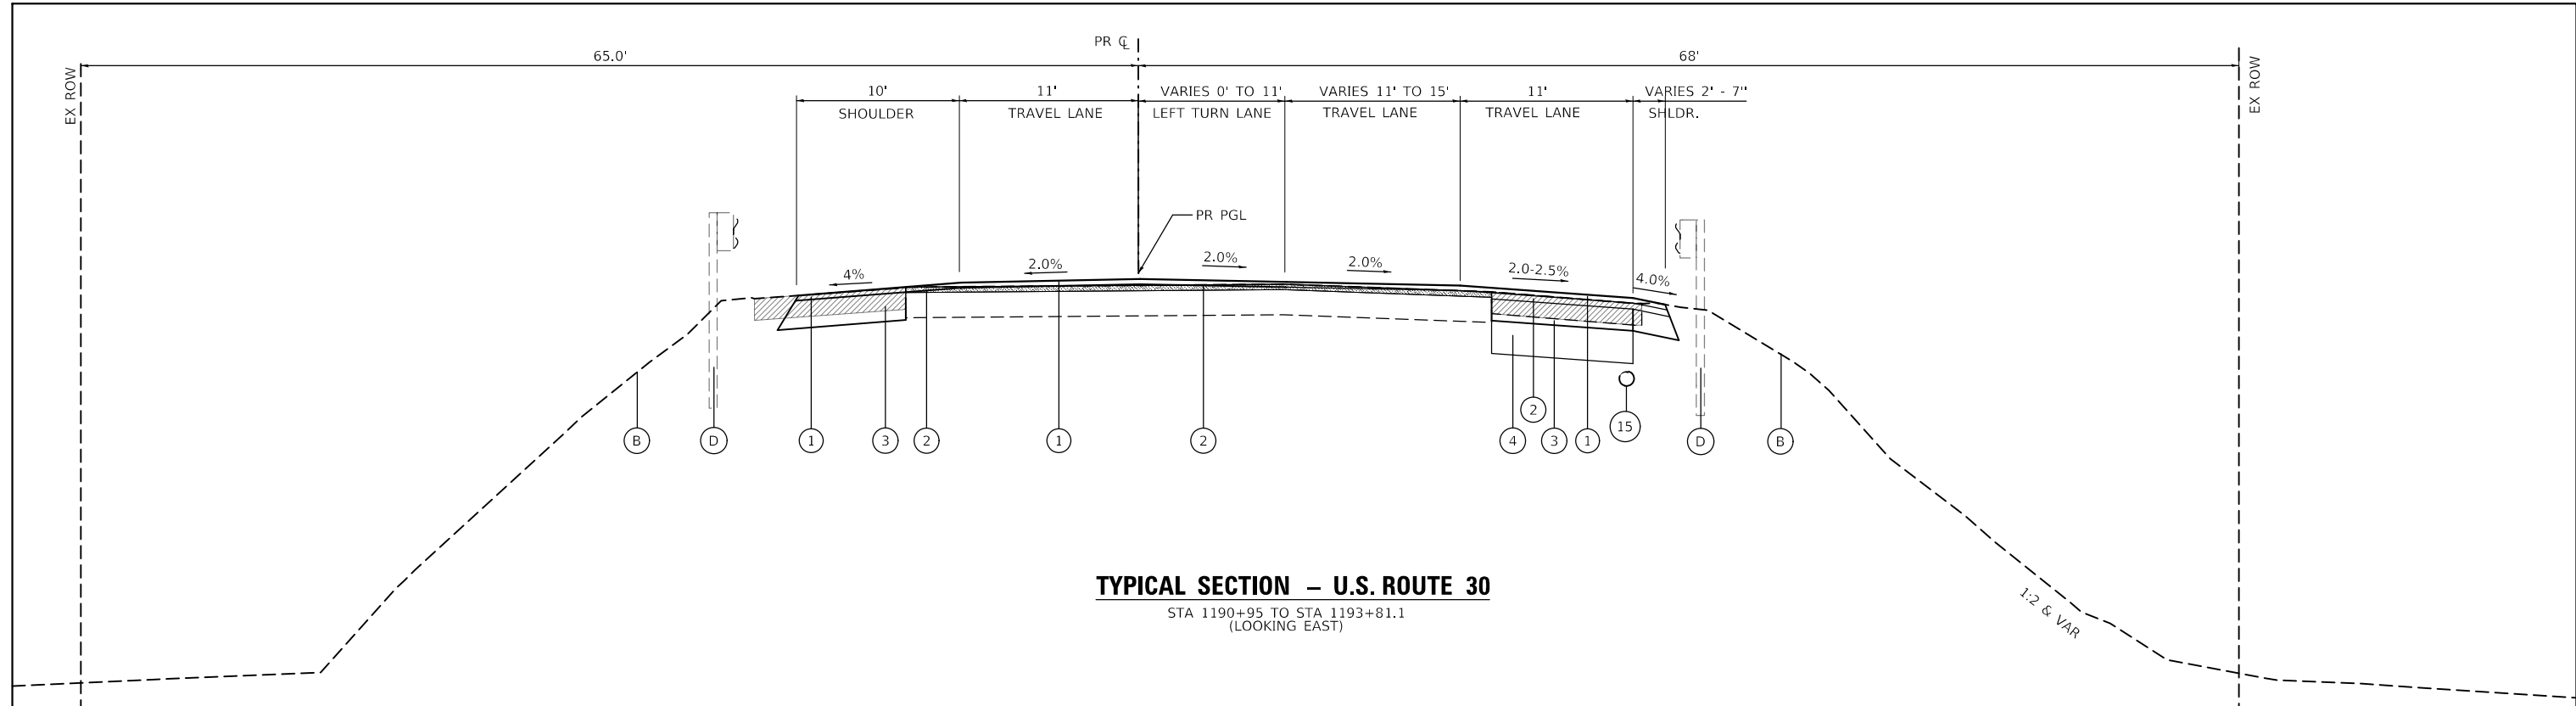 PR ℄
65.0'
68'
EX ROW
EX ROW
10'
11'
VARIES 0' TO 11'
VARIES 11' TO 15'
11'
VARIES 2' - 7"
SHOULDER
TRAVEL LANE
LEFT TURN LANE
TRAVEL LANE
TRAVEL LANE
SHLDR.
PR PGL
4%
2.0%
2.0%
2.0%
2.0-2.5%
4.0%
2
15
B
D
1
3
2
1
2
4
3
1
D
B
TYPICAL SECTION – U.S. ROUTE 30
STA 1190+95 TO STA 1193+81.1
(LOOKING EAST)
1:2 & VAR